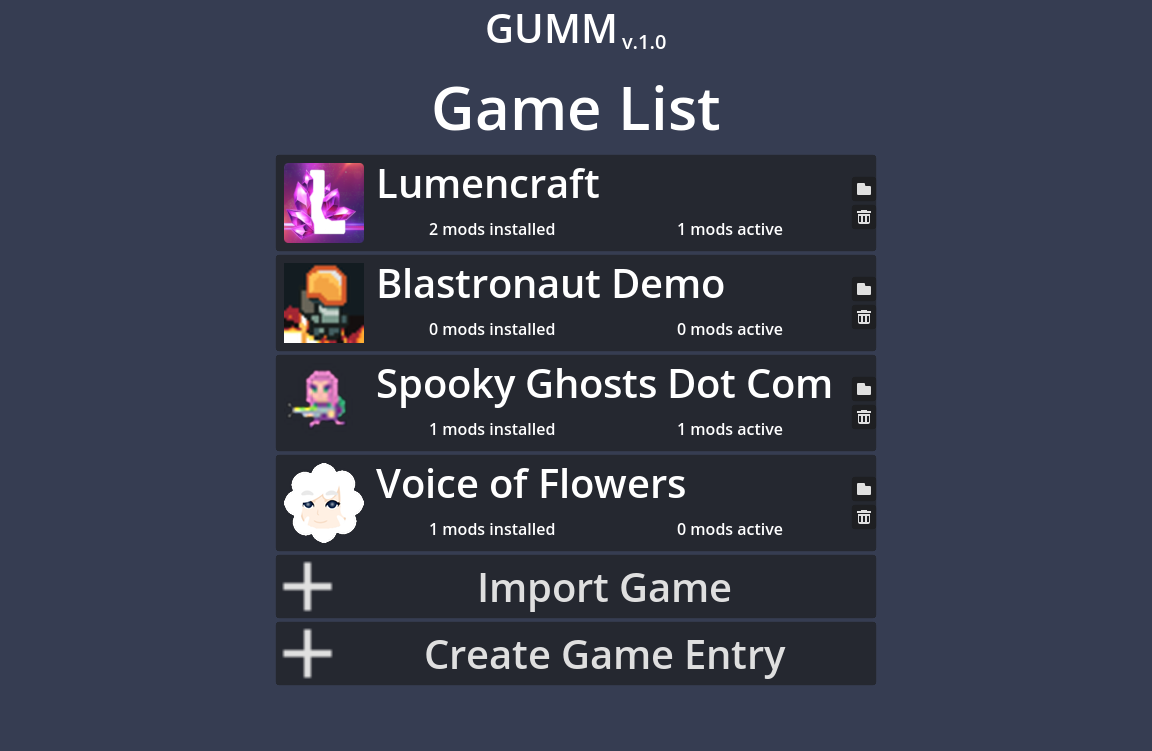 GUMM v.1.0
Game List
Lumencraft
2 mods installed 1 mods active
Blastronaut Demo
0 mods installed 0 mods active
Spooky Ghosts Dot Com
1 mods installed 1 mods active
Voice of Flowers
1 mods installed 0 mods active
Import Game
Create Game Entry